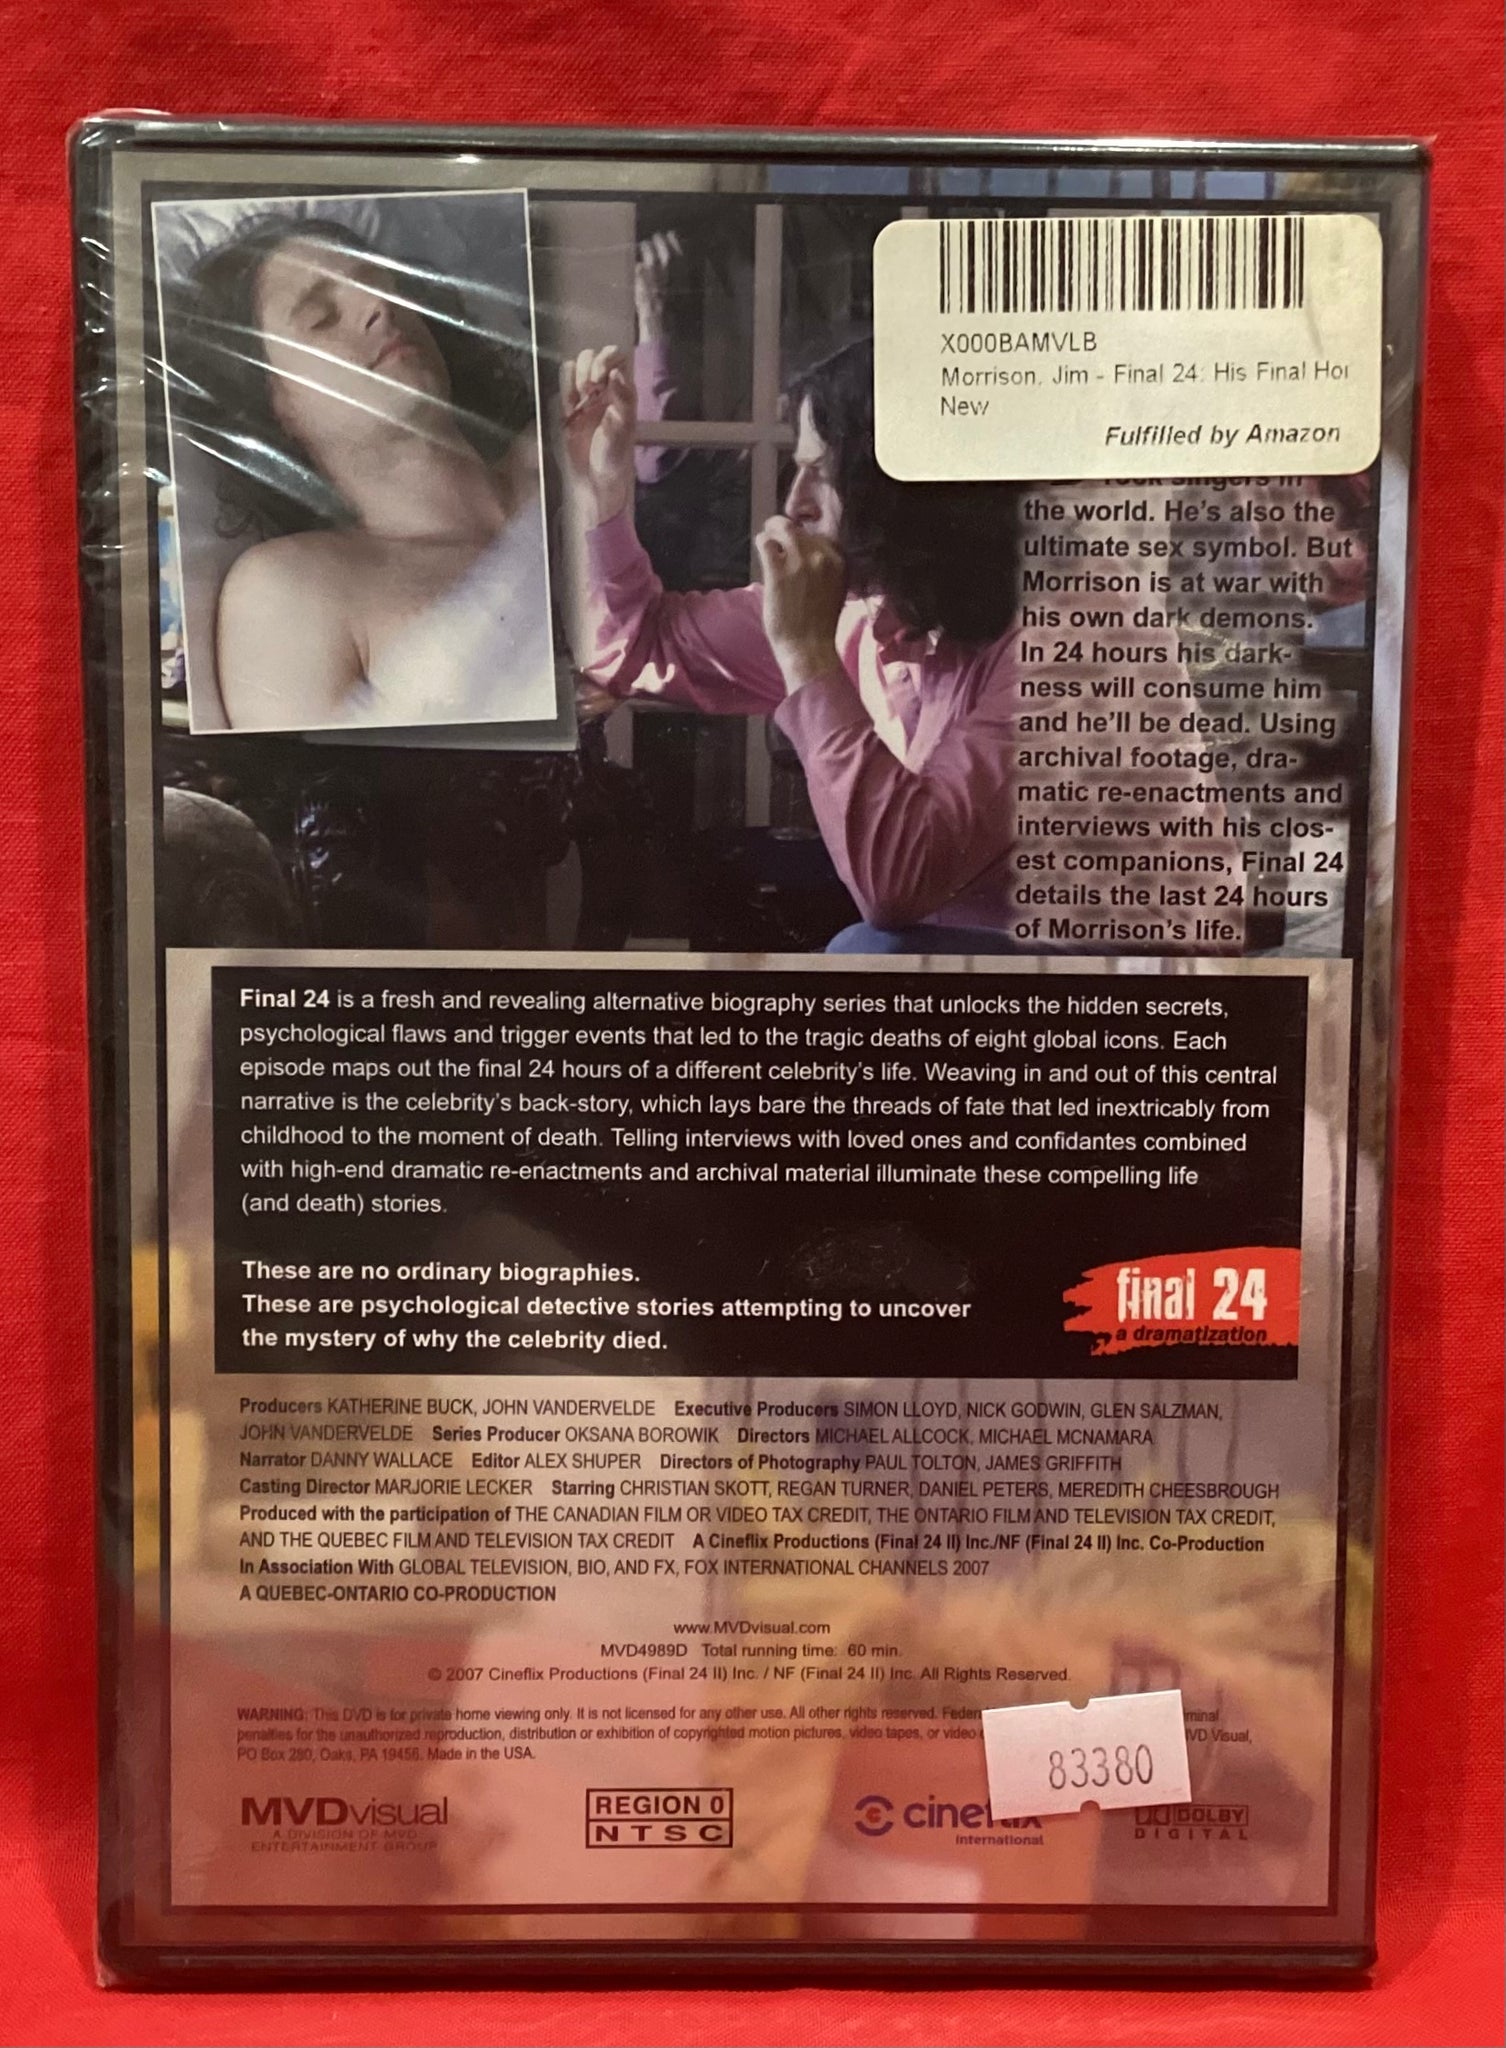 X000BAMVLB
Morrison, Jim - Final 24: His Final Hou
New
Fulfilled by Amazon
rock singers in
the world. He's also the
ultimate sex symbol. But
Morrison is at war with
his own dark demons.
In 24 hours his dark-
ness will consume him
and he'll be dead. Using
archival footage, dra-
matic re-enactments and
interviews with his clos-
est companions, Final 24
details the last 24 hours
of Morrison's life.
Final 24 is a fresh and revealing alternative biography series that unlocks the hidden secrets,
psychological flaws and trigger events that led to the tragic deaths of eight global icons. Each
episode maps out the final 24 hours of a different celebrity's life. Weaving in and out of this central
narrative is the celebrity's back-story, which lays bare the threads of fate that led inextricably from
childhood to the moment of death. Telling interviews with loved ones and confidantes combined
with high-end dramatic re-enactments and archival material illuminate these compelling life
(and death) stories.
These are no ordinary biographies.
These are psychological detective stories attempting to uncover
the mystery of why the celebrity died.
final 24
a dramatization
Producers KATHERINE BUCK, JOHN VANDERVELDE Executive Producers SIMON LLOYD, NICK GODWIN, GLEN SALZMAN,
JOHN VANDERVELDE Series Producer OKSANA BOROWIK Directors MICHAEL ALLCOCK, MICHAEL MCNAMARA
Narrator DANNY WALLACE Editor ALEX SHUPER Directors of Photography PAUL TOLTON, JAMES GRIFFITH
Casting Director MARJORIE LECKER Starring CHRISTIAN SKOTT, REGAN TURNER, DANIEL PETERS, MEREDITH CHEESBROUGH
Produced with the participation of THE CANADIAN FILM OR VIDEO TAX CREDIT, THE ONTARIO FILM AND TELEVISION TAX CREDIT,
AND THE QUEBEC FILM AND TELEVISION TAX CREDIT A Cineflix Productions (Final 24 II) Inc./NF (Final 24 II) Inc. Co-Production
In Association With GLOBAL TELEVISION, BIO, AND FX, FOX INTERNATIONAL CHANNELS 2007
A QUEBEC-ONTARIO CO-PRODUCTION
www.MVDvisual.com
MVD4989D Total running time: 60 min.
© 2007 Cineflix Productions (Final 24 II) Inc. / NF (Final 24 II) Inc. All Rights Reserved.
WARNING: This DVD is for private home viewing only. It is not licensed for any other use. All other rights reserved. Feder minal
penalties for the unauthorized reproduction, distribution or exhibition of copyrighted motion pictures, video tapes, or video VD Visual,
PO Box 280, Oaks, PA 19456. Made in the USA.
83380
MVDvisual
A DIVISION OF MVD
ENTERTAINMENT GROUP
REGION 0
NTSC
cineflix
International
DOLBY
DIGITAL